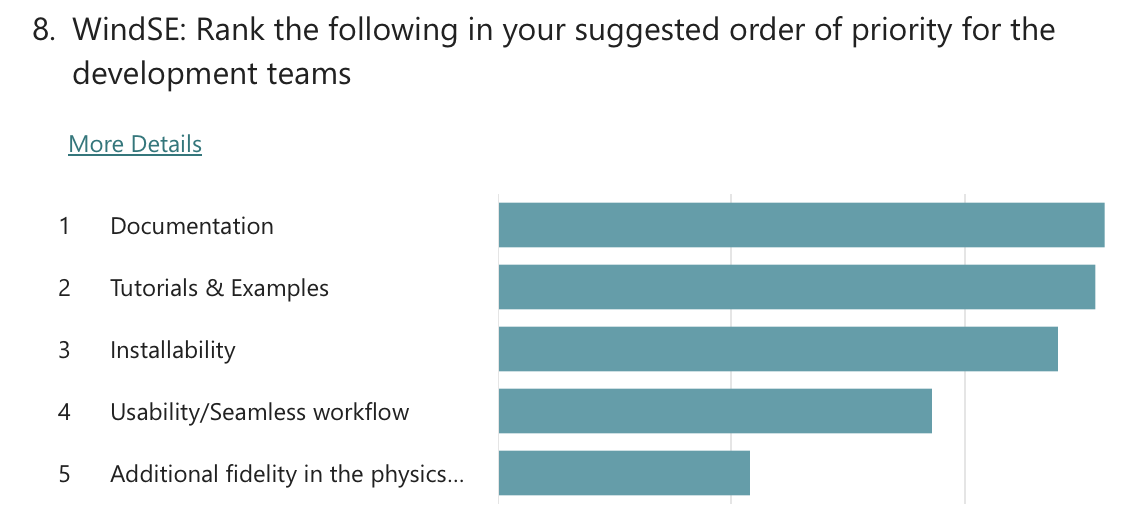 8. WindSE: Rank the following in your suggested order of priority for the
development teams
More Details
1 Documentation
2 Tutorials & Examples
3 Installability
4 Usability/Seamless workflow
5 Additional fidelity in the physics...